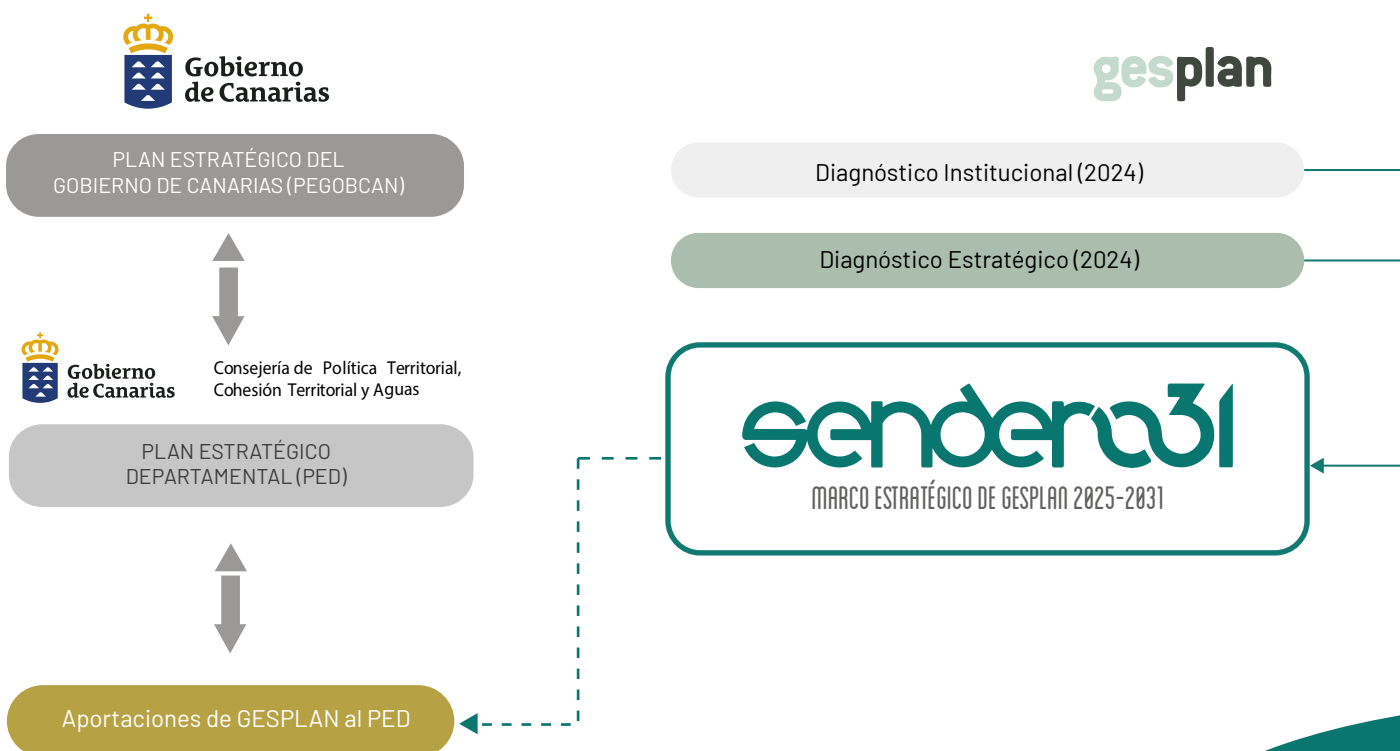 Gobierno
de Canarias
PLAN ESTRATÉGICO DEL
GOBIERNO DE CANARIAS (PEGOBCAN)
Gobierno
de Canarias
Consejería de Política Territorial,
Cohesión Territorial y Aguas
PLAN ESTRATÉGICO
DEPARTAMENTAL (PED)
Aportaciones de GESPLAN al PED
gesplan
Diagnóstico Institucional (2024)
Diagnóstico Estratégico (2024)
sendero31
MARCO ESTRATÉGICO DE GESPLAN 2025-2031